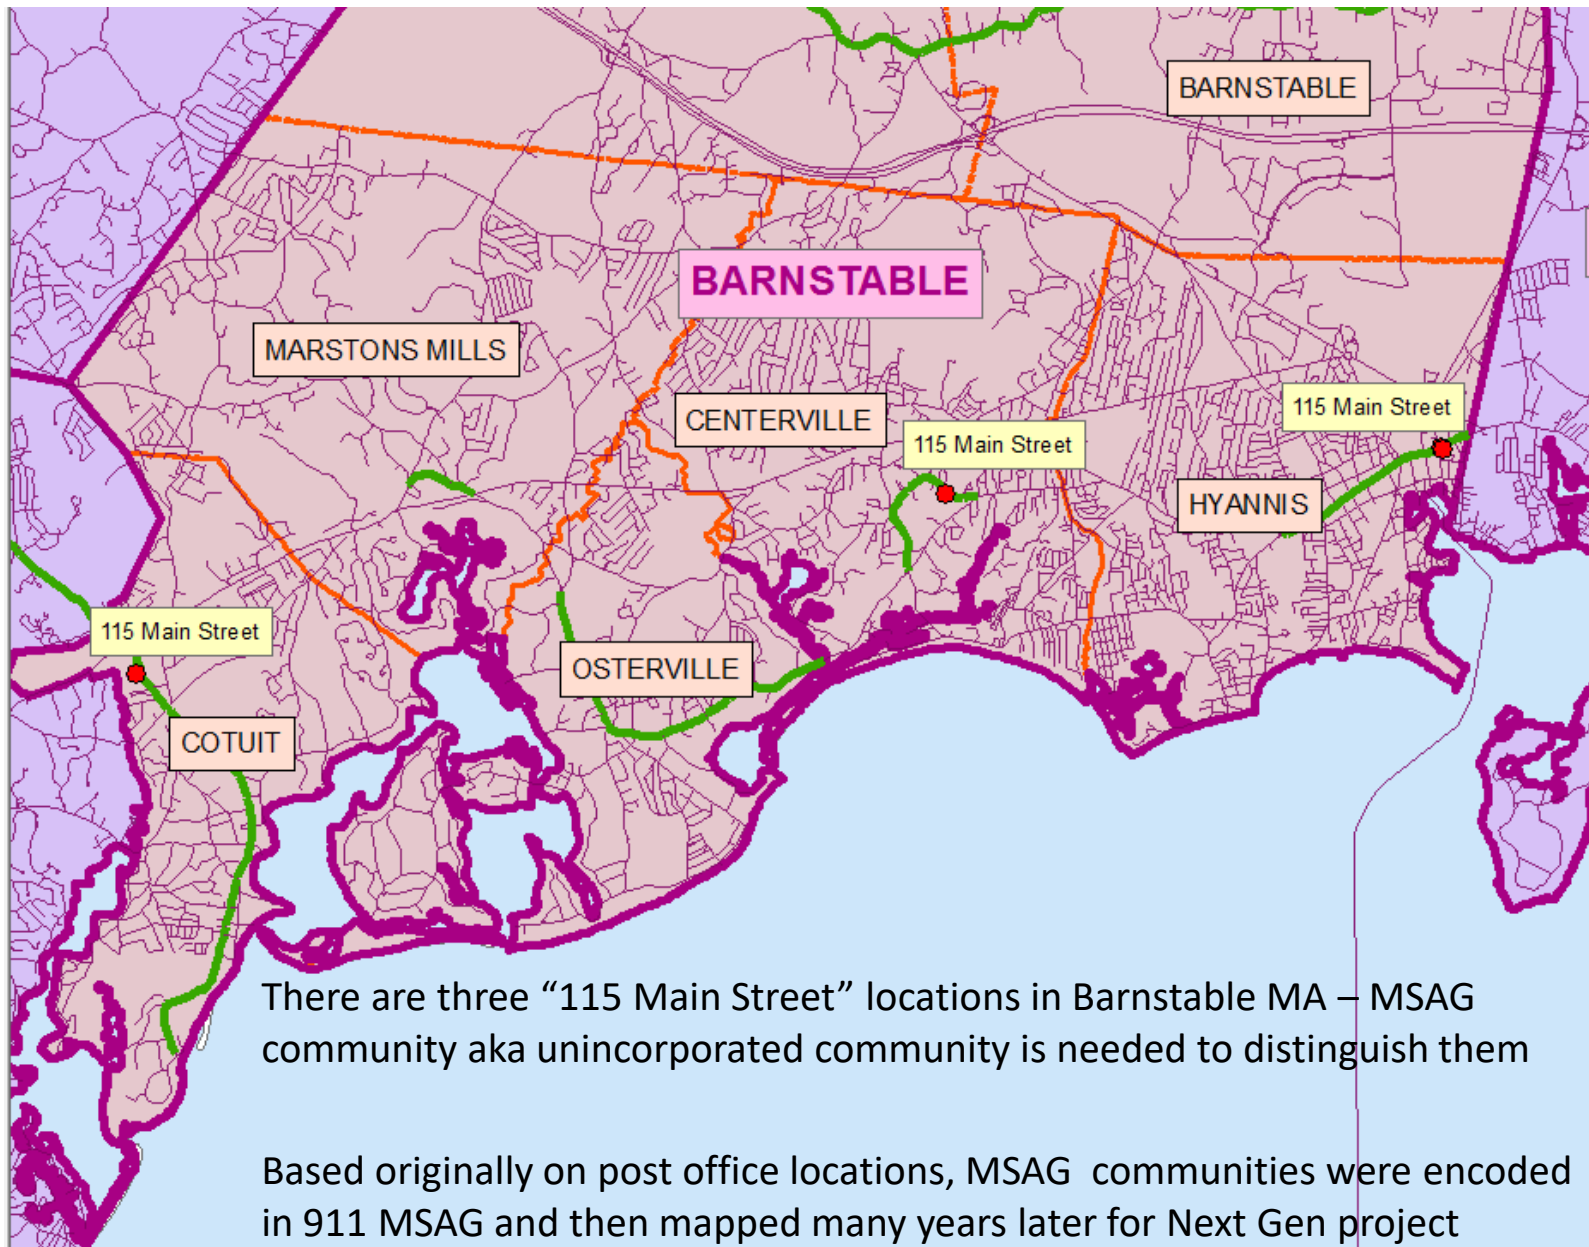 BARNSTABLE
BARNSTABLE
MARSTONS MILLS
CENTERVILLE
115 Main Street
115 Main Street
HYANNIS
115 Main Street
OSTERVILLE
COTUIT
There are three “115 Main Street” locations in Barnstable MA – MSAG
community aka unincorporated community is needed to distinguish them
Based originally on post office locations, MSAG communities were encoded
in 911 MSAG and then mapped many years later for Next Gen project